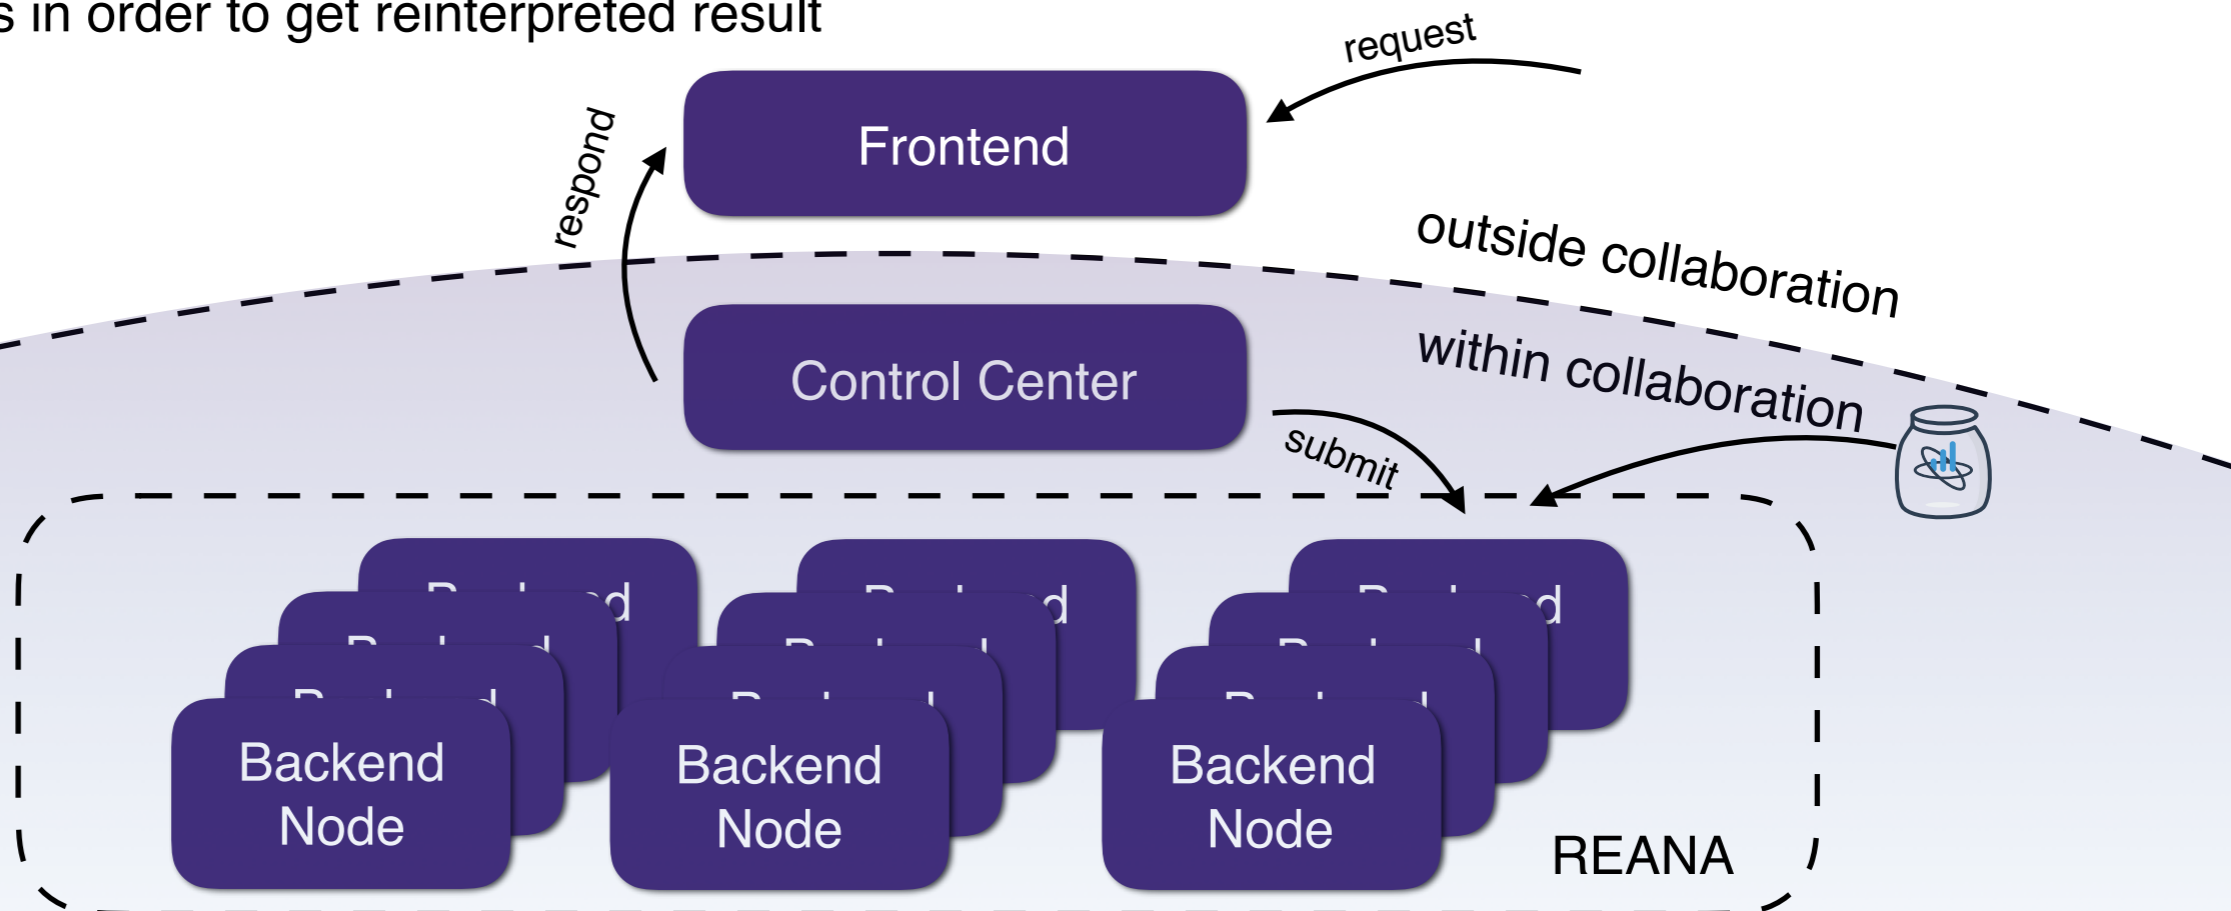 s in order to get reinterpreted result
request
respond
Frontend
outside collaboration
within collaboration
Control Center
submit
Backend
Node
Backend
Node
Backend
Node
REANA